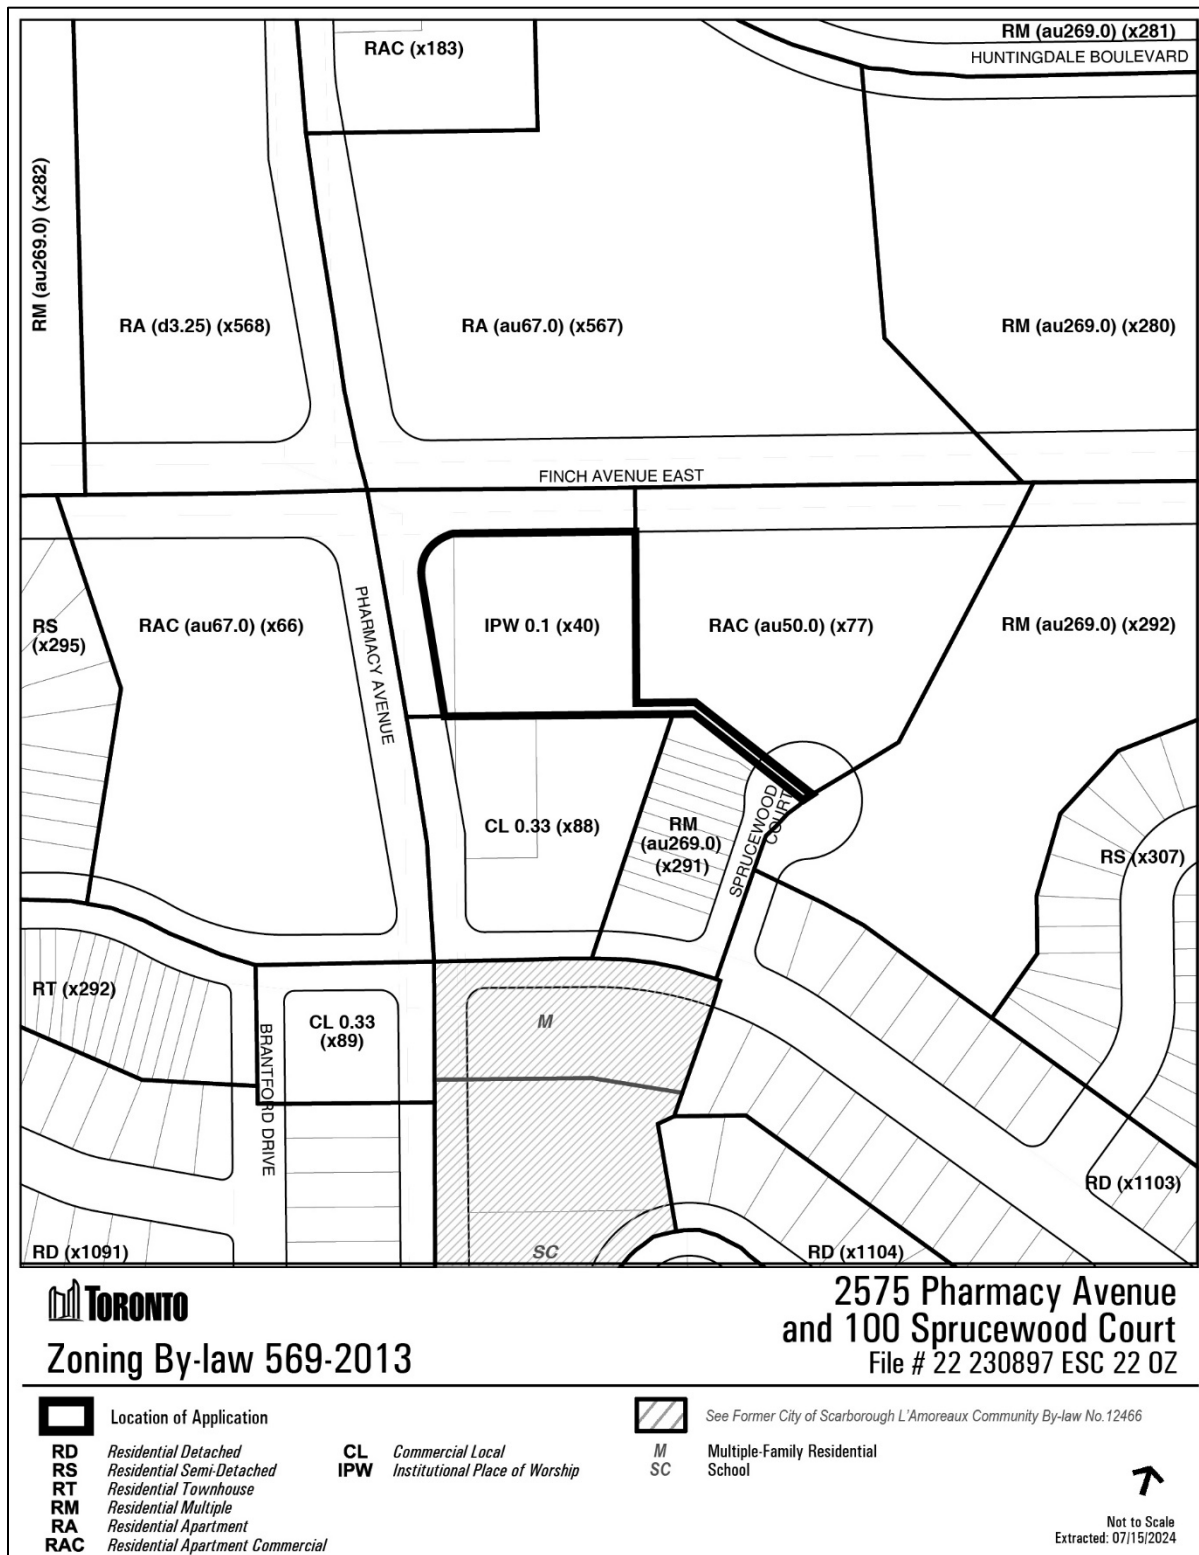 RAC (x183)
RM (au269.0) (x281)
HUNTINGDALE BOULEVARD
RM (au269.0) (x282)
RA (d3.25) (x568)
RA (au67.0) (x567)
RM (au269.0) (x280)
FINCH AVENUE EAST
PHARMACY AVENUE
RS
(x295)
RAC (au67.0) (x66)
IPW 0.1 (x40)
RAC (au50.0) (x77)
RM (au269.0) (x292)
CL 0.33 (x88)
RM
(au269.0)
(x291)
SPRUCEWOOD
COURT
RS (x307)
RT (x292)
BRANTFORD DRIVE
CL 0.33
(x89)
M
RD (x1103)
RD (x1091)
SC
RD (x1104)
TORONTO
Zoning By-law 569-2013
2575 Pharmacy Avenue
and 100 Sprucewood Court
File # 22 230897 ESC 22 OZ
Location of Application
RD Residential Detached
RS Residential Semi-Detached
RT Residential Townhouse
RM Residential Multiple
RA Residential Apartment
RAC Residential Apartment Commercial
CL Commercial Local
IPW Institutional Place of Worship
See Former City of Scarborough L'Amoreaux Community By-law No.12466
M Multiple-Family Residential
SC School
Not to Scale
Extracted: 07/15/2024